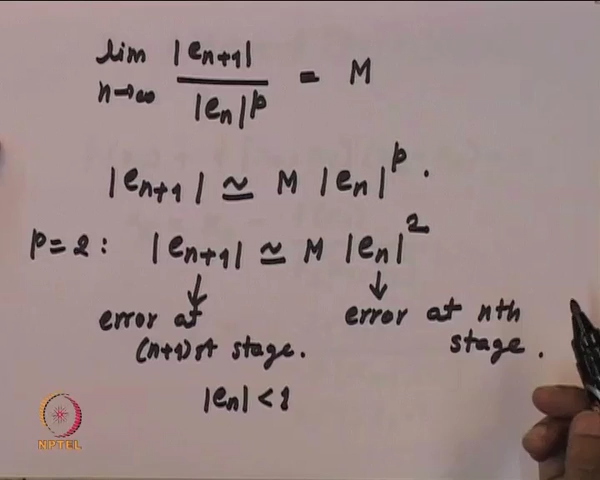 lim |en+1| / |en|^p = M
n→∞
|en+1| ≃ M |en|^p.
p=2: |en+1| ≃ M |en|^2
error at (n+1)st stage.
error at nth stage.
|en| < 1
NPTEL